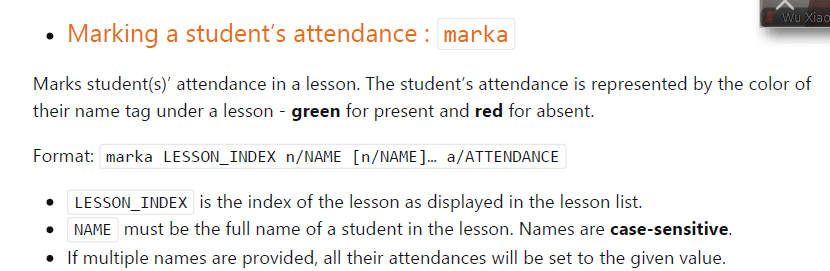 Wu Xiao
Marking a student's attendance : marka
Marks student(s)' attendance in a lesson. The student's attendance is represented by the color of
their name tag under a lesson - green for present and red for absent.
Format: marka LESSON_INDEX n/NAME [n/NAME]… a/ATTENDANCE
LESSON_INDEX is the index of the lesson as displayed in the lesson list.
NAME must be the full name of a student in the lesson. Names are case-sensitive.
If multiple names are provided, all their attendances will be set to the given value.